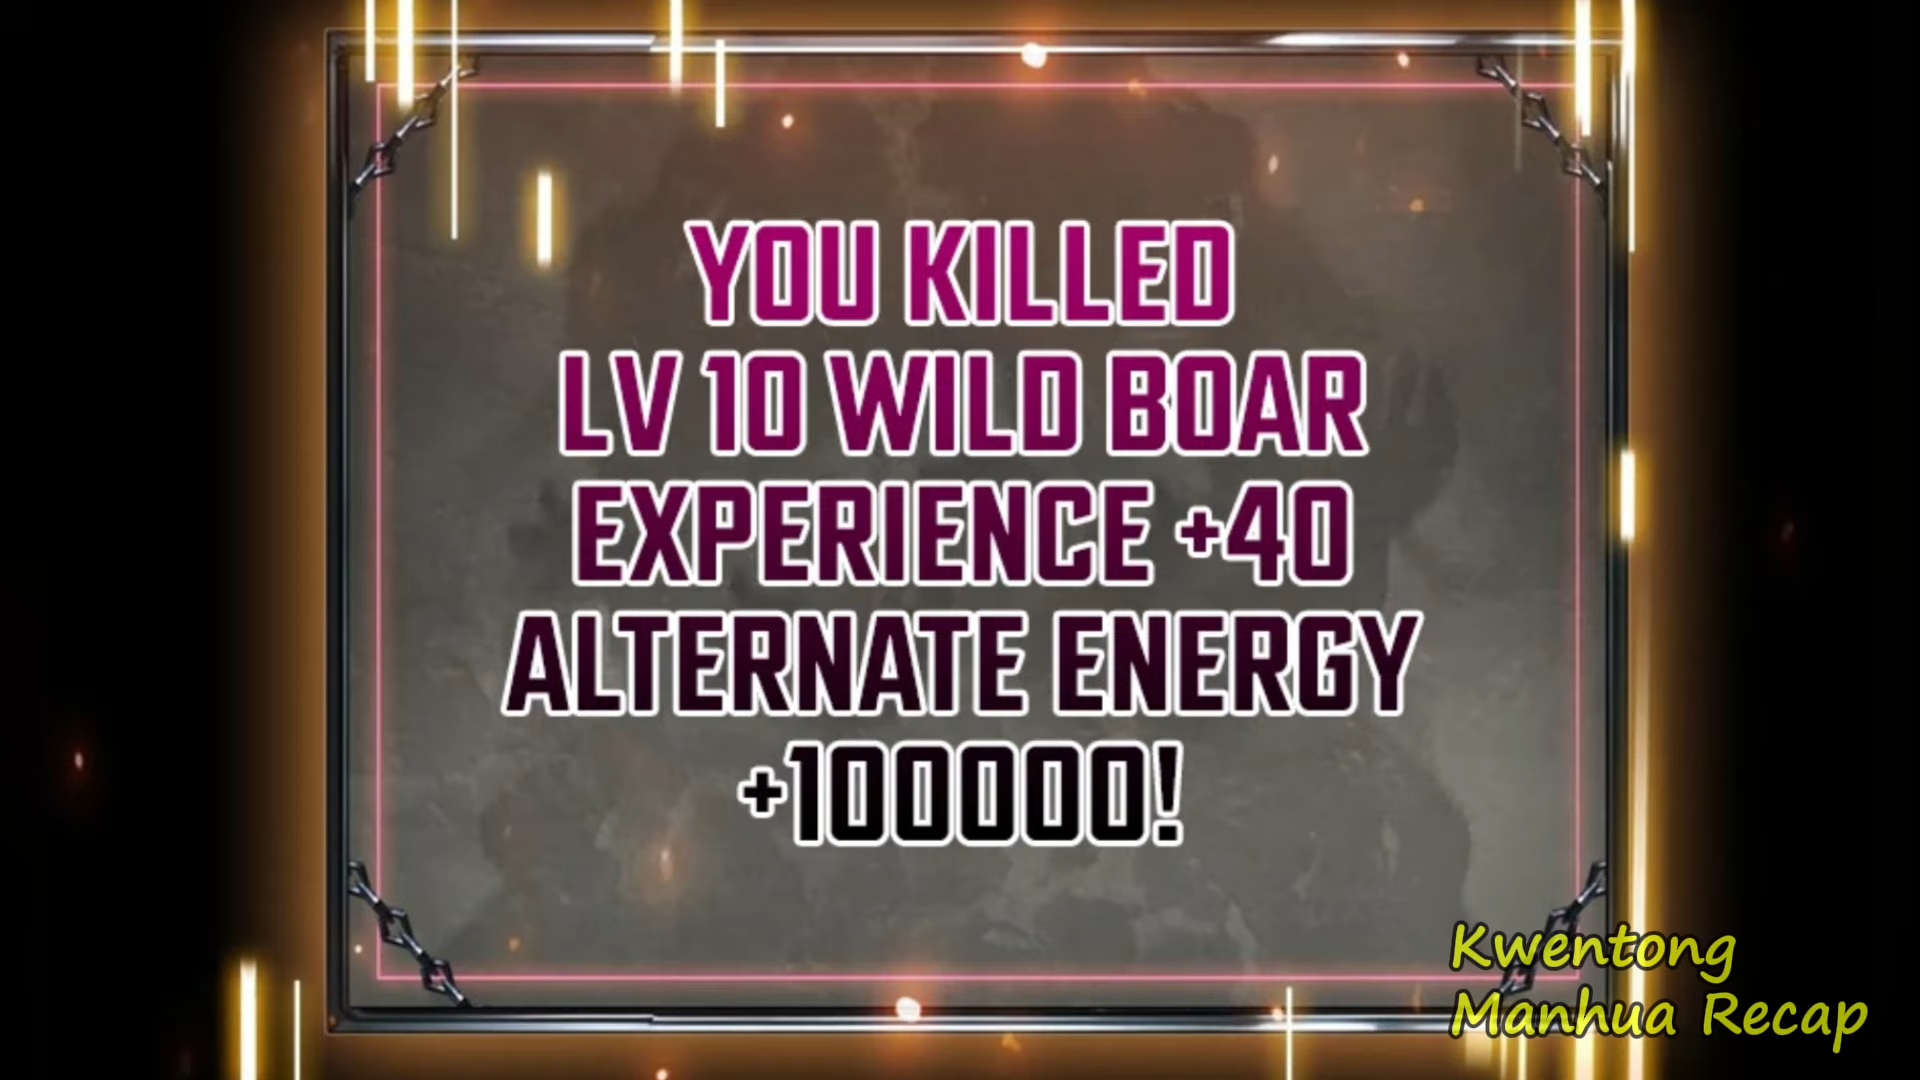 YOU KILLED
LV 10 WILD BOAR
EXPERIENCE +40
ALTERNATE ENERGY
+100000!
Kwentong
Manhua Recap